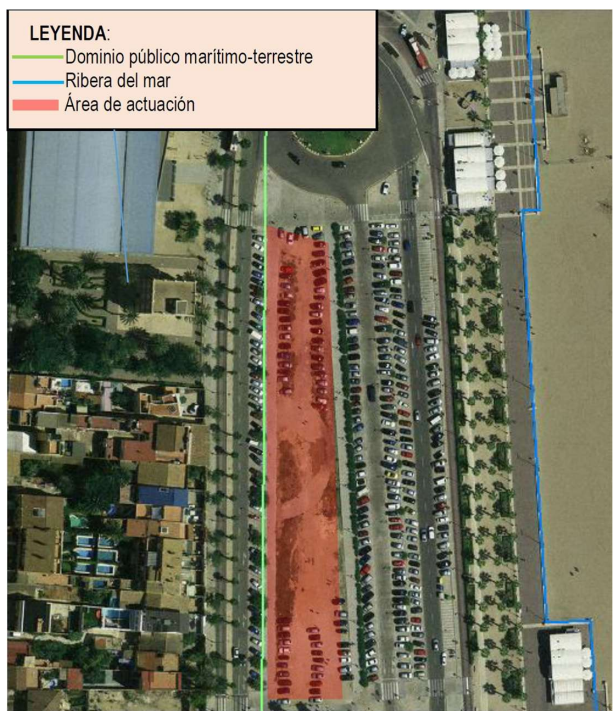 LEYENDA:
Dominio público marítimo-terrestre
Ribera del mar
Área de actuación